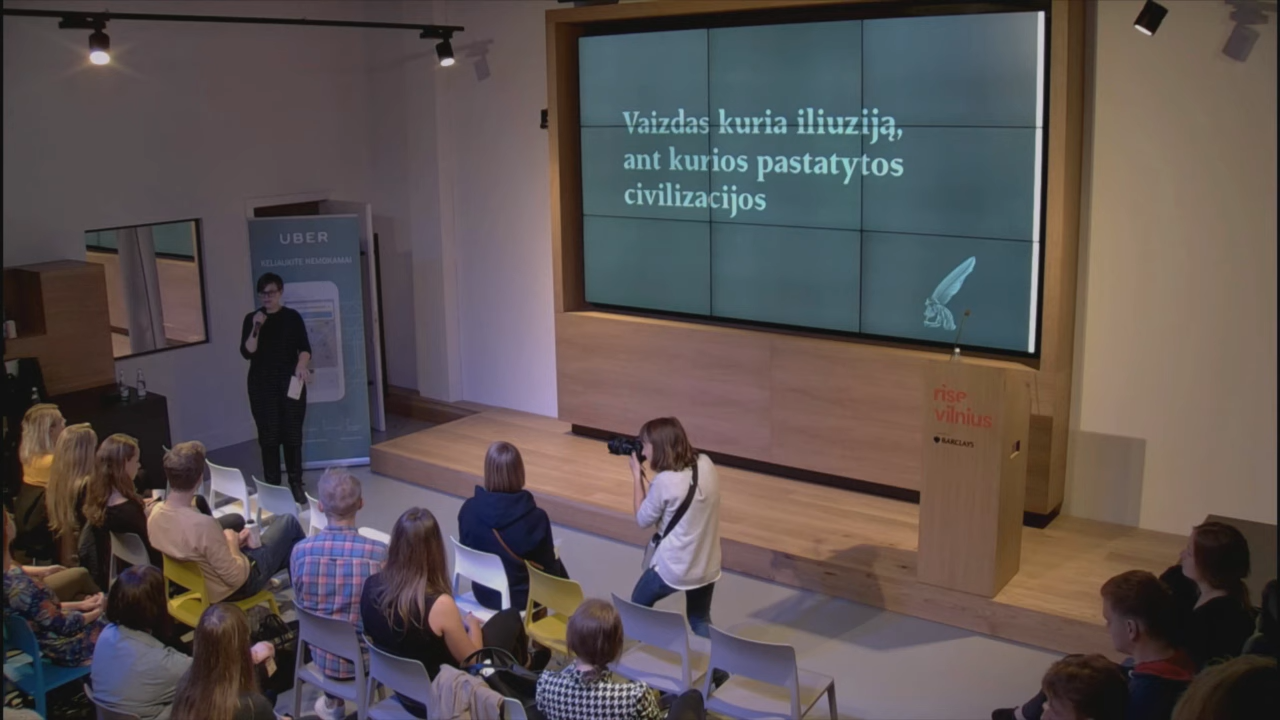 Vaizdas kuria iliuziją,
ant kurios pastatytos
civilizacijos
UBER
KELIAUKITE NEMOKAMAI
rise
vilnius
BARCLAYS